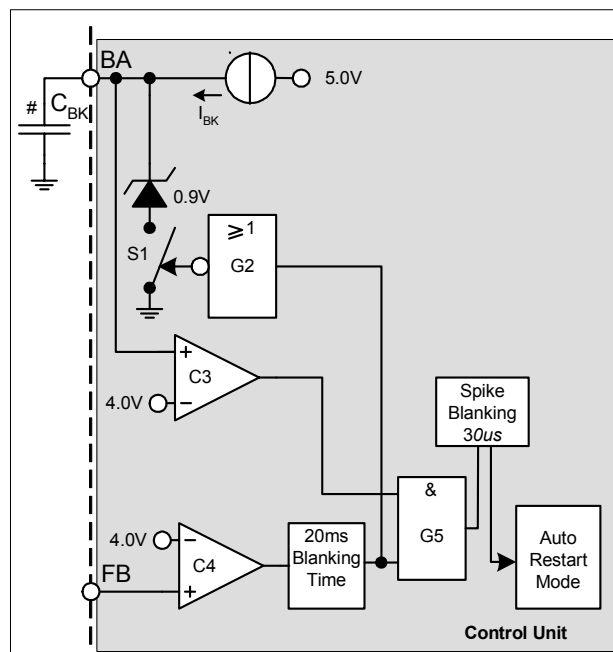 BA
5.0V
# C_BK
I_BK
0.9V
S1
≥1
G2
+
C3
4.0V
−
Spike
Blanking
30us
&
G5
4.0V
−
C4
+
20ms
Blanking
Time
Auto
Restart
Mode
FB
Control Unit